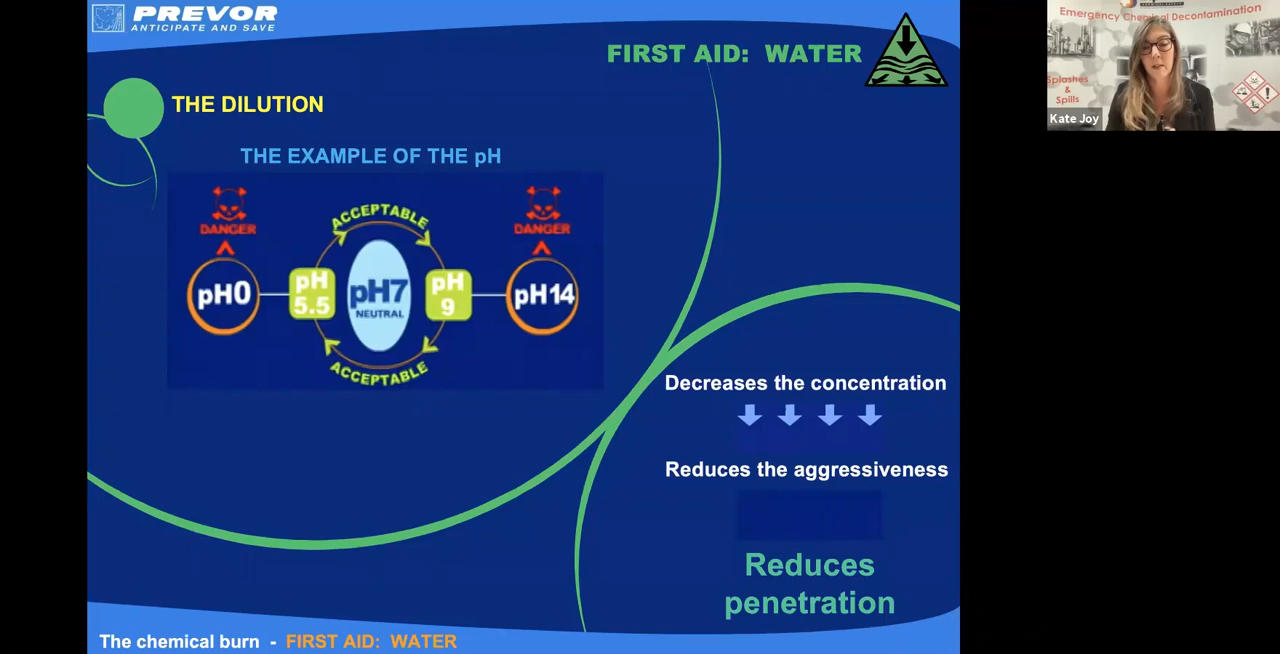 PREVOR
ANTICIPATE AND SAVE
FIRST AID: WATER
THE DILUTION
THE EXAMPLE OF THE pH
DANGER
ACCEPTABLE
DANGER
pH0
pH
5.5
pH7
NEUTRAL
pH
9
pH14
ACCEPTABLE
Decreases the concentration
Reduces the aggressiveness
Reduces
penetration
The chemical burn - FIRST AID: WATER
Emergency Chemical Decontamination
Splashes
&
Spills
Kate Joy